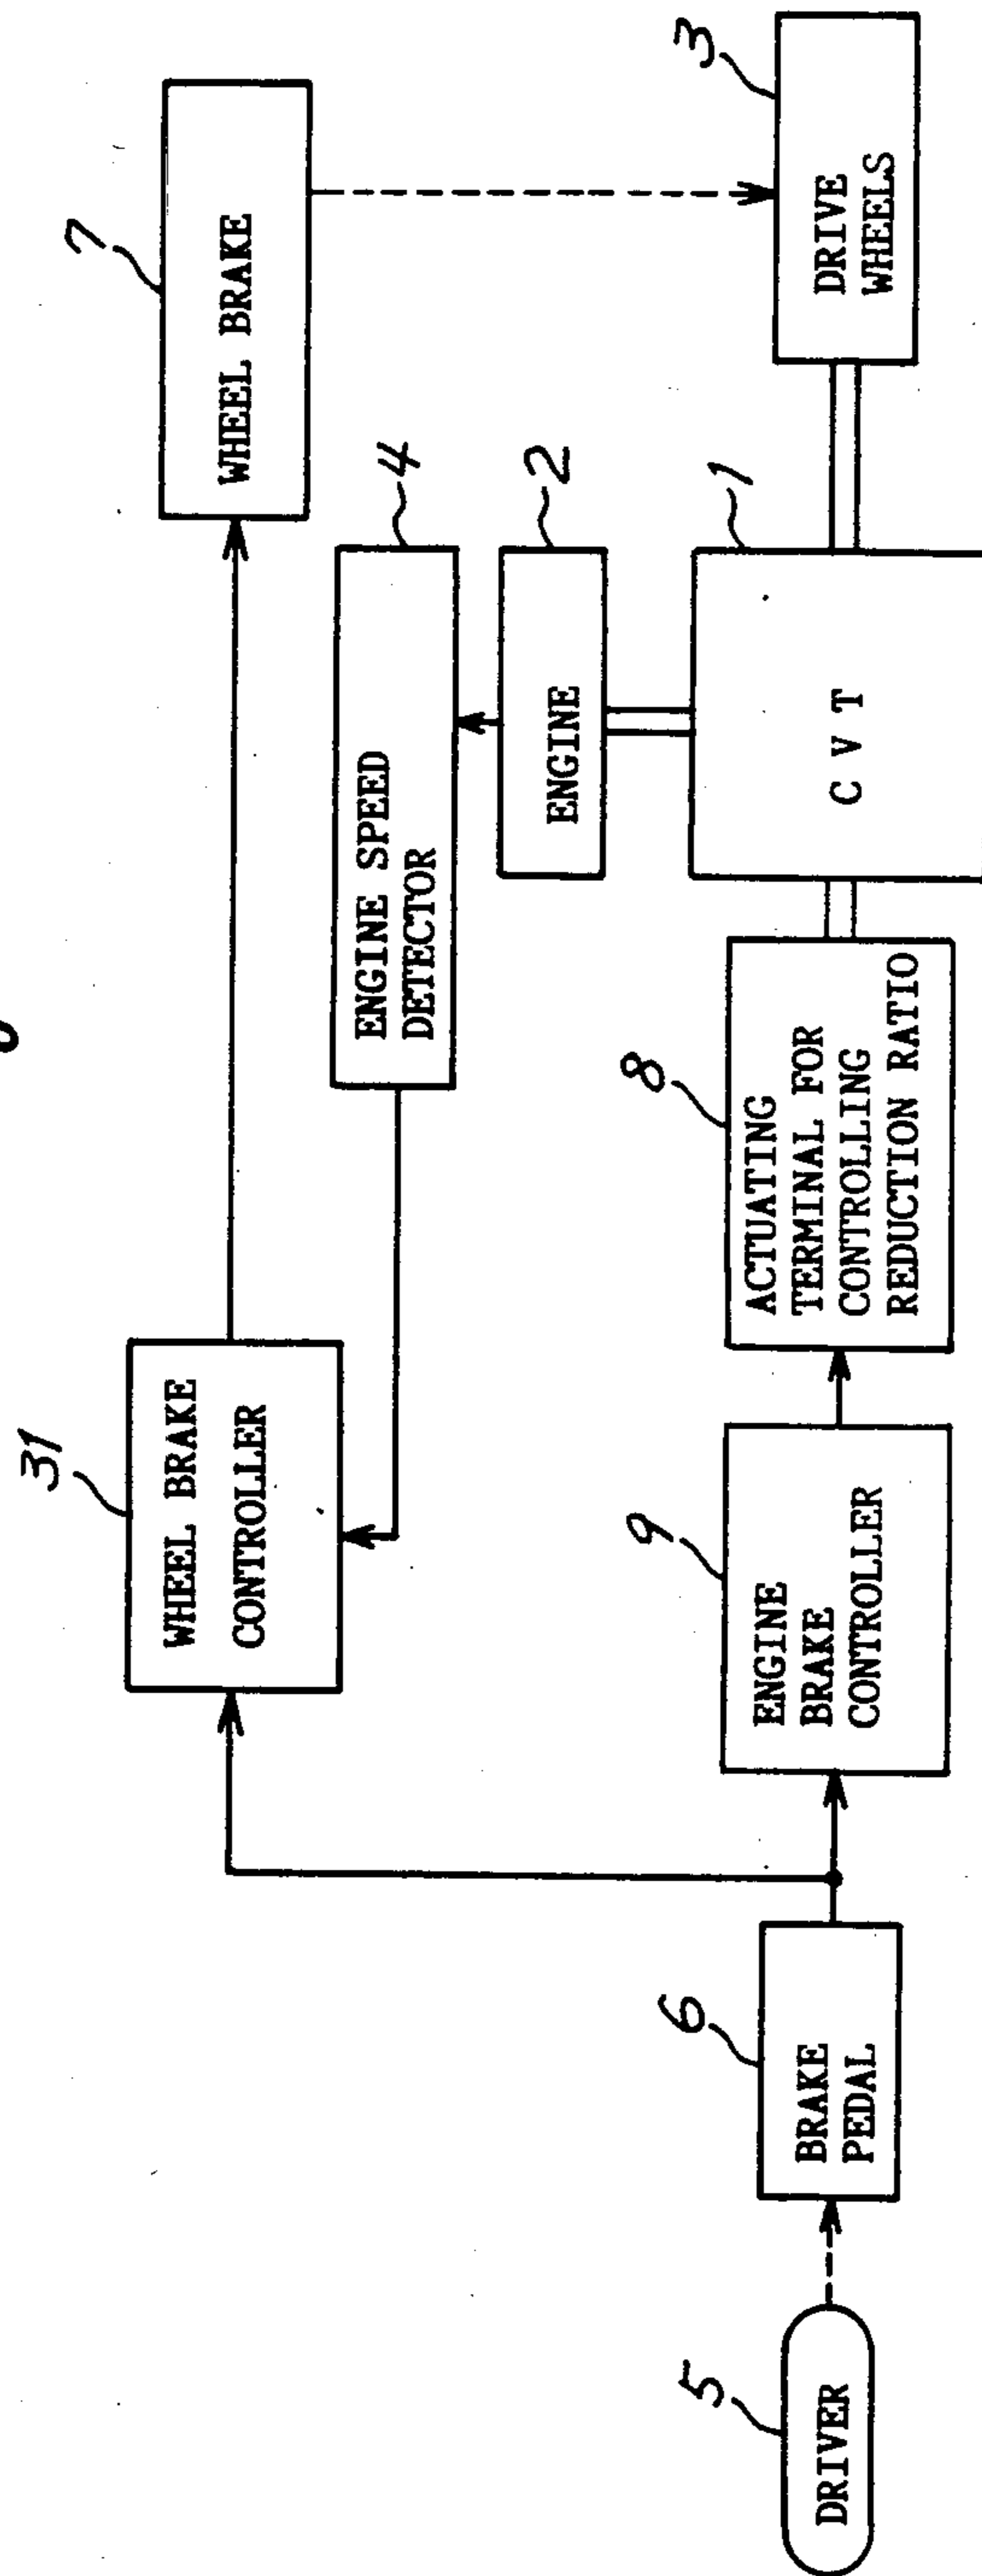 31
WHEEL BRAKE
CONTROLLER
7
WHEEL BRAKE
ENGINE SPEED
DETECTOR
4
ENGINE
2
5
DRIVER
6
BRAKE
PEDAL
9
ENGINE
BRAKE
CONTROLLER
8
ACTUATING
TERMINAL FOR
CONTROLLING
REDUCTION RATIO
1
C V T
3
DRIVE
WHEELS